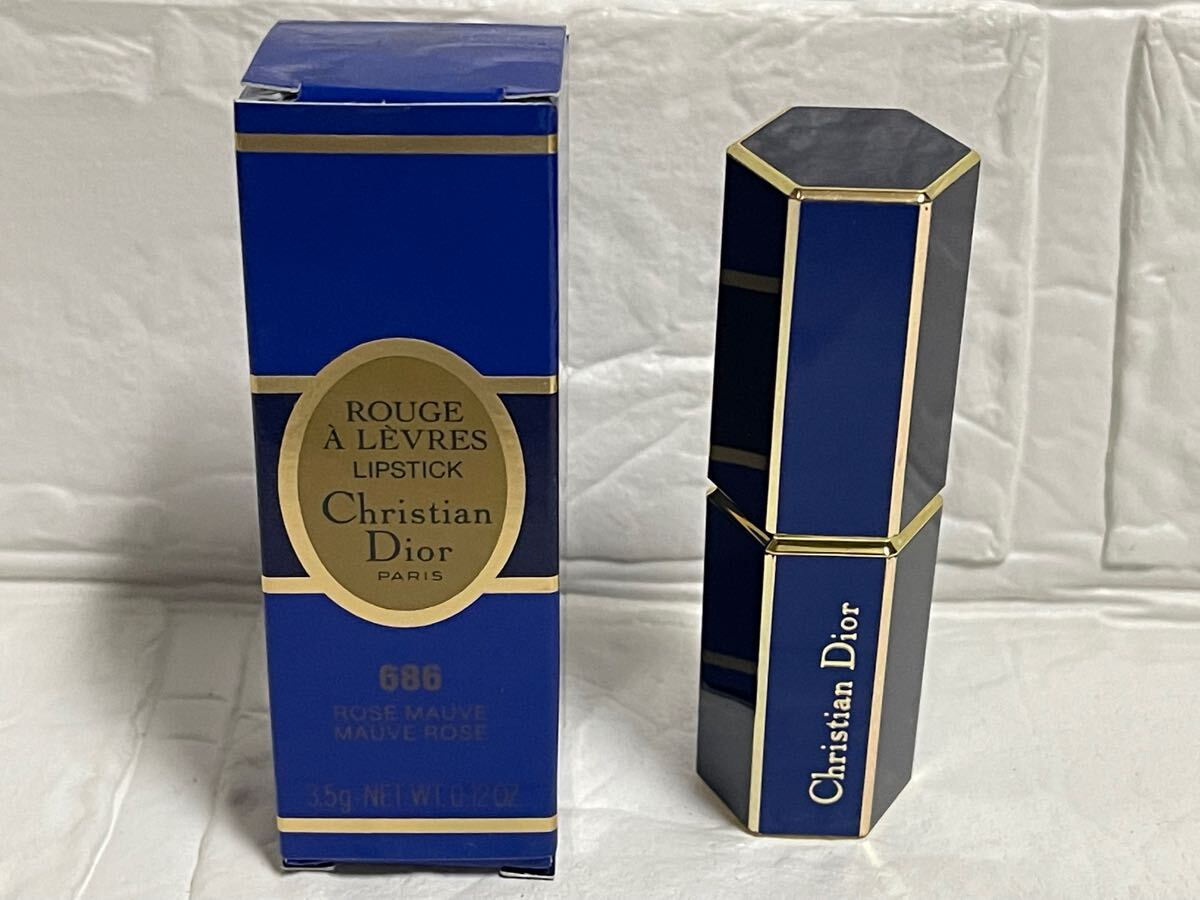 ROUGE
À LÈVRES
LIPSTICK
Christian
Dior
PARIS
686
ROSE MAUVE
MAUVE ROSE
3.5g-NET WT. 0.12 OZ.
Christian Dior